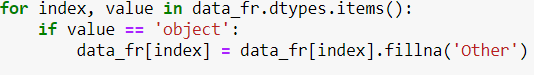 for index, value in data_fr.dtypes.items():
    if value == 'object':
        data_fr[index] = data_fr[index].fillna('Other')